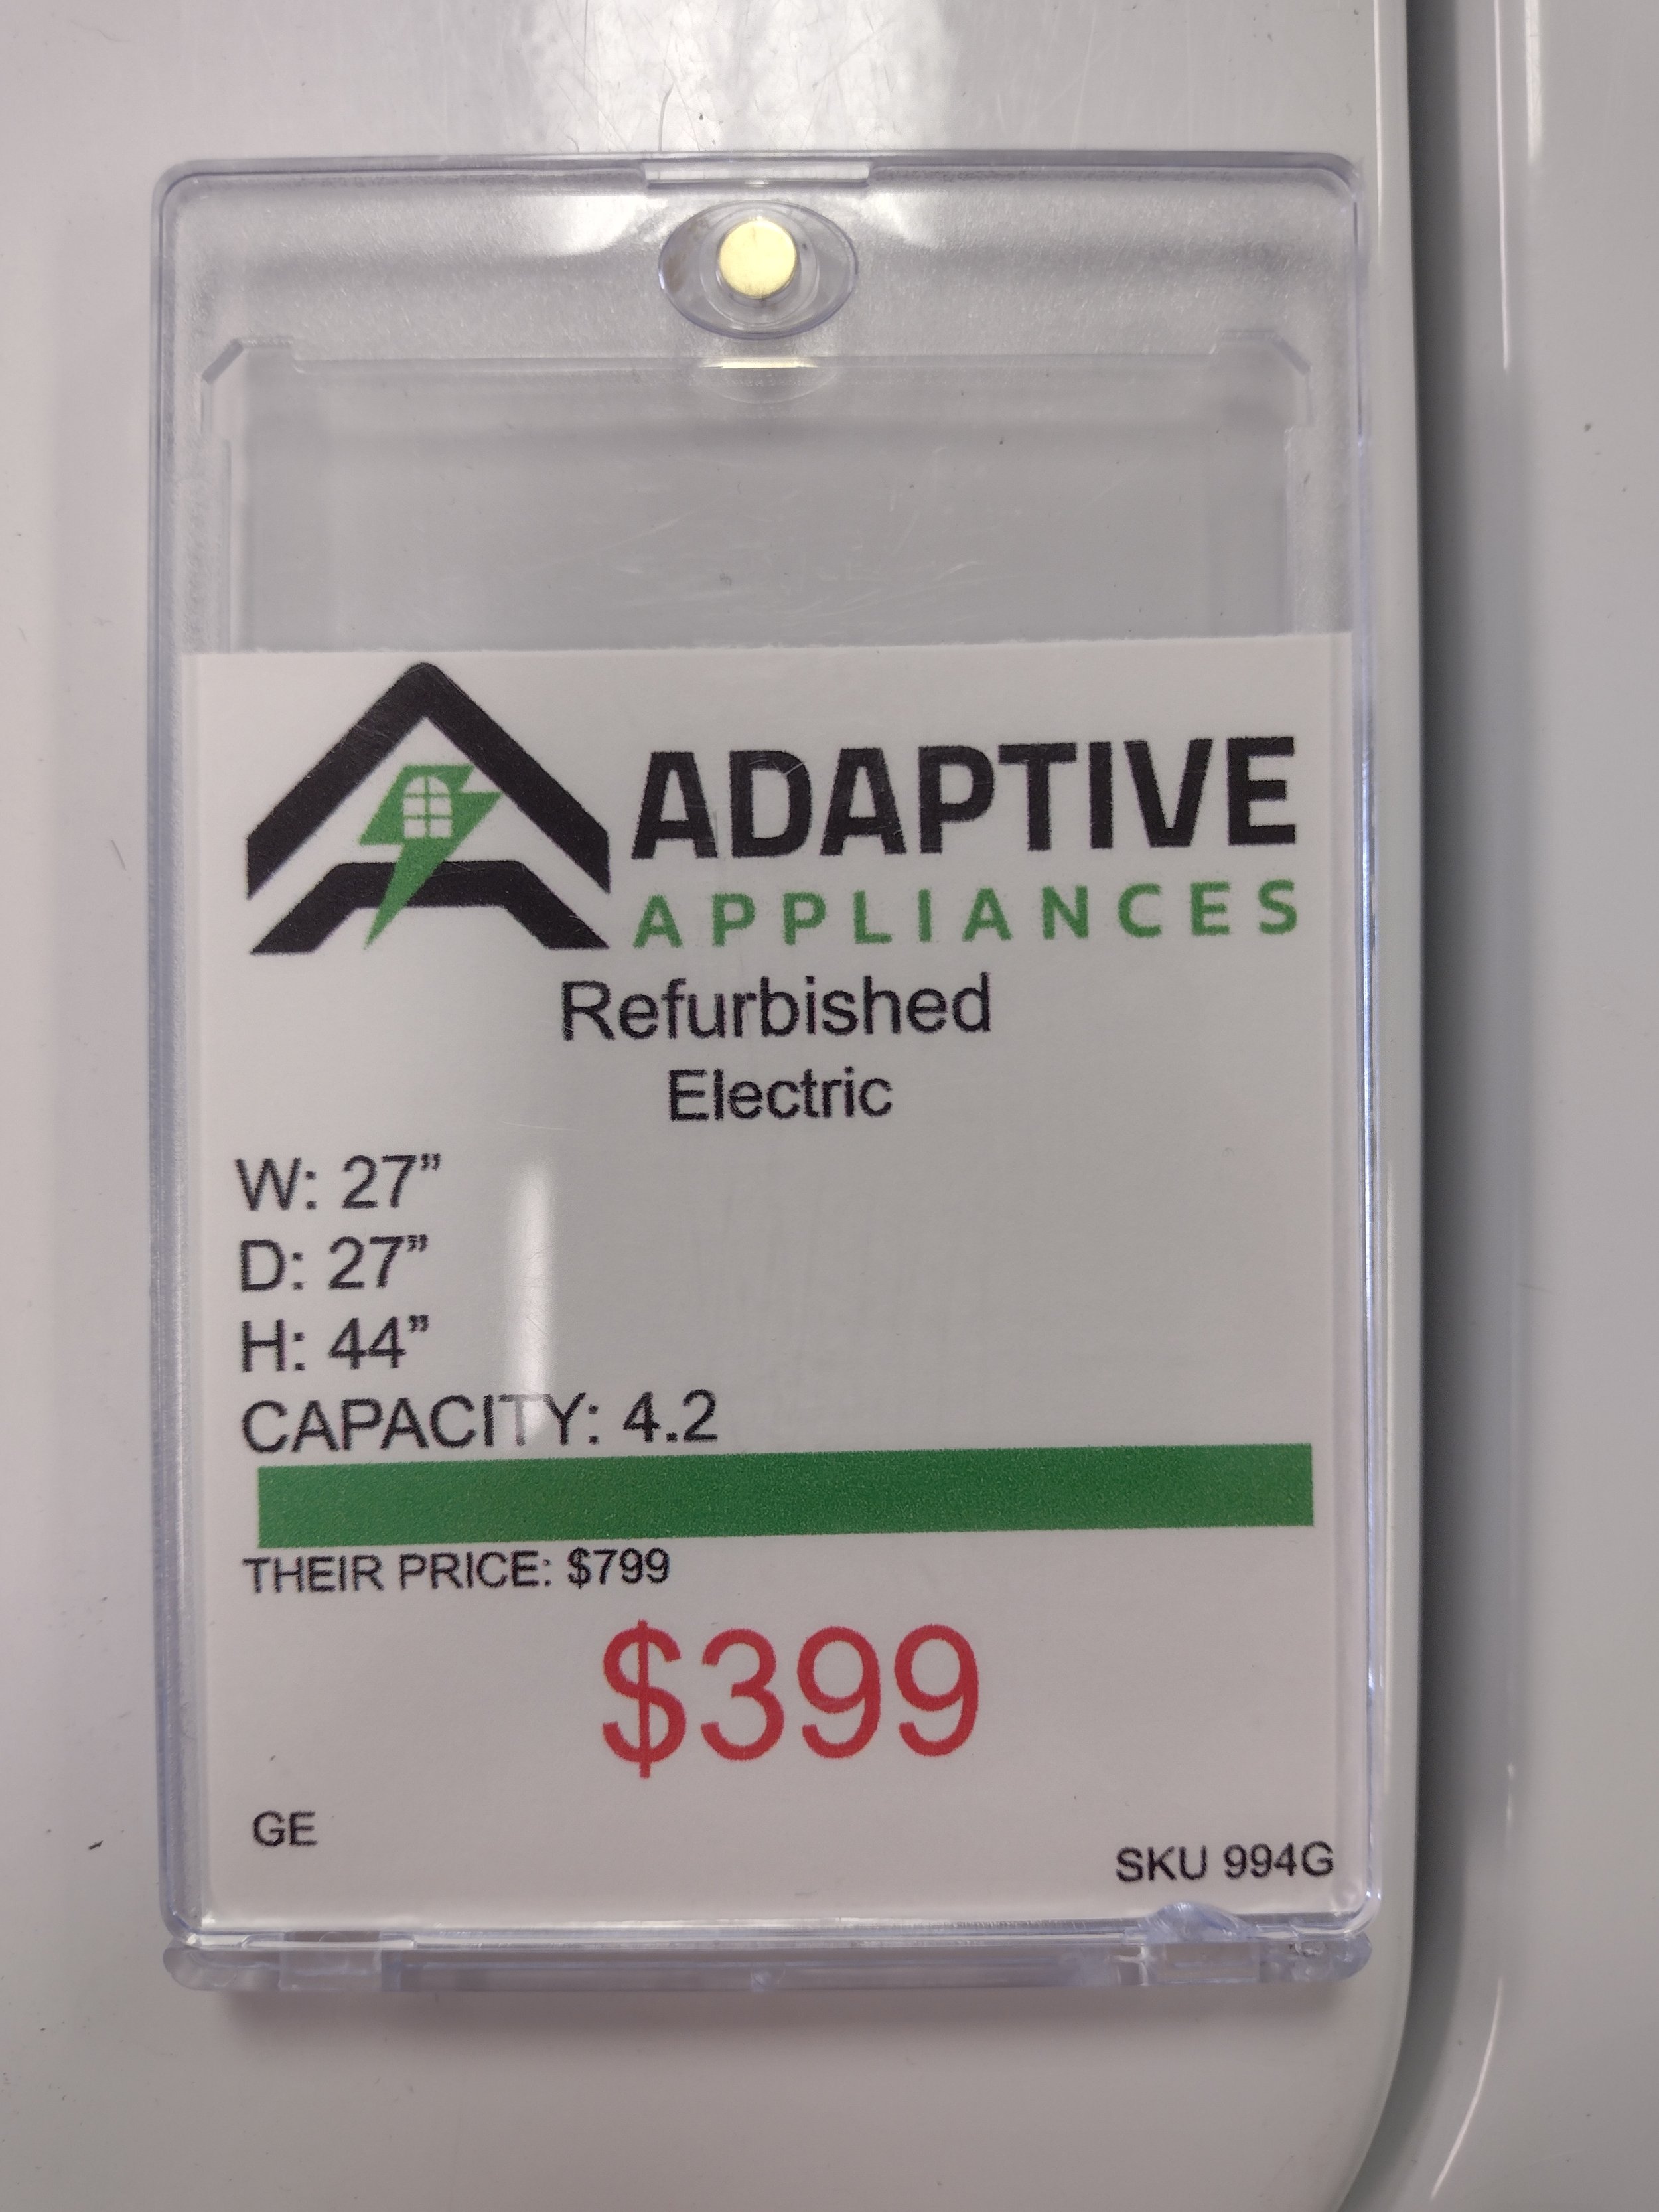 ADAPTIVE
APPLIANCES
Refurbished
Electric
W: 27”
D: 27”
H: 44”
CAPACITY: 4.2
THEIR PRICE: $799
$399
GE
SKU 994G